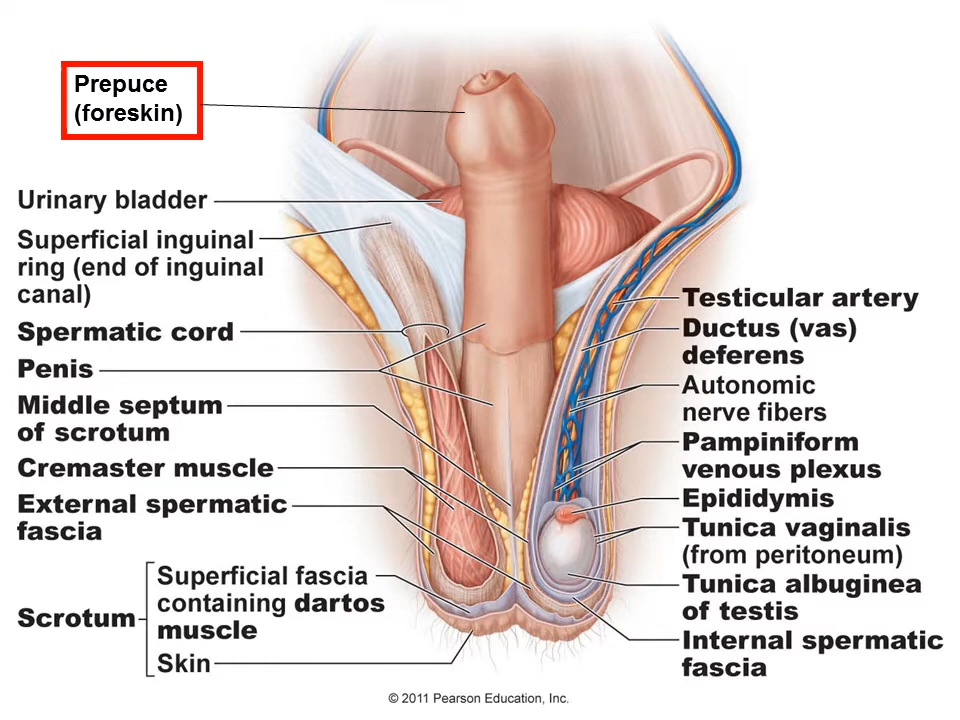 Prepuce
(foreskin)
Urinary bladder
Superficial inguinal
ring (end of inguinal
canal)
Spermatic cord
Penis
Middle septum
of scrotum
Cremaster muscle
External spermatic
fascia
Scrotum
Superficial fascia
containing dartos
muscle
Skin
Testicular artery
Ductus (vas)
deferens
Autonomic
nerve fibers
Pampiniform
venous plexus
Epididymis
Tunica vaginalis
(from peritoneum)
Tunica albuginea
of testis
Internal spermatic
fascia
© 2011 Pearson Education, Inc.